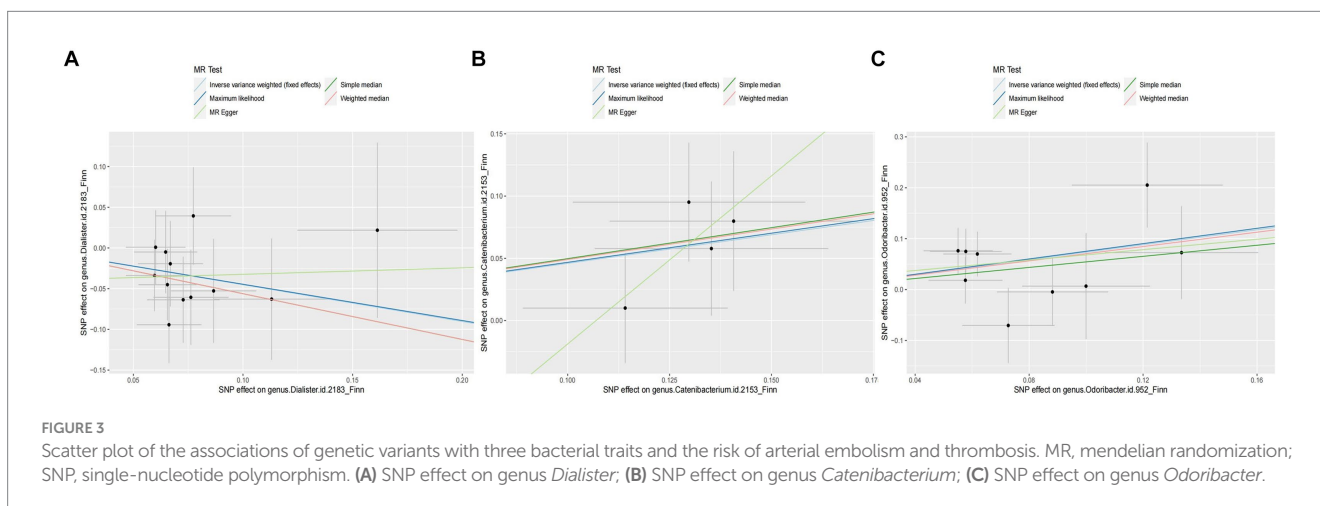 A
MR Test
Inverse variance weighted (fixed effects)
Simple median
Maximum likelihood
Weighted median
MR Egger
SNP effect on genus.Dialister.id.2183_Finn
0.10
0.05
0.00
−0.05
−0.10
−0.15
0.05
0.10
0.15
0.20
SNP effect on genus.Dialister.id.2183_Finn
B
MR Test
Inverse variance weighted (fixed effects)
Simple median
Maximum likelihood
Weighted median
MR Egger
SNP effect on genus.Catenibacterium.id.2153_Finn
0.15
0.10
0.05
0.00
0.100
0.125
0.150
0.17
SNP effect on genus.Catenibacterium.id.2153_Finn
C
MR Test
Inverse variance weighted (fixed effects)
Simple median
Maximum likelihood
Weighted median
MR Egger
SNP effect on genus.Odoribacter.id.952_Finn
0.3
0.2
0.1
0.0
−0.1
0.04
0.08
0.12
0.16
SNP effect on genus.Odoribacter.id.952_Finn
FIGURE 3
Scatter plot of the associations of genetic variants with three bacterial traits and the risk of arterial embolism and thrombosis. MR, mendelian randomization;
SNP, single-nucleotide polymorphism. (A) SNP effect on genus Dialister; (B) SNP effect on genus Catenibacterium; (C) SNP effect on genus Odoribacter.